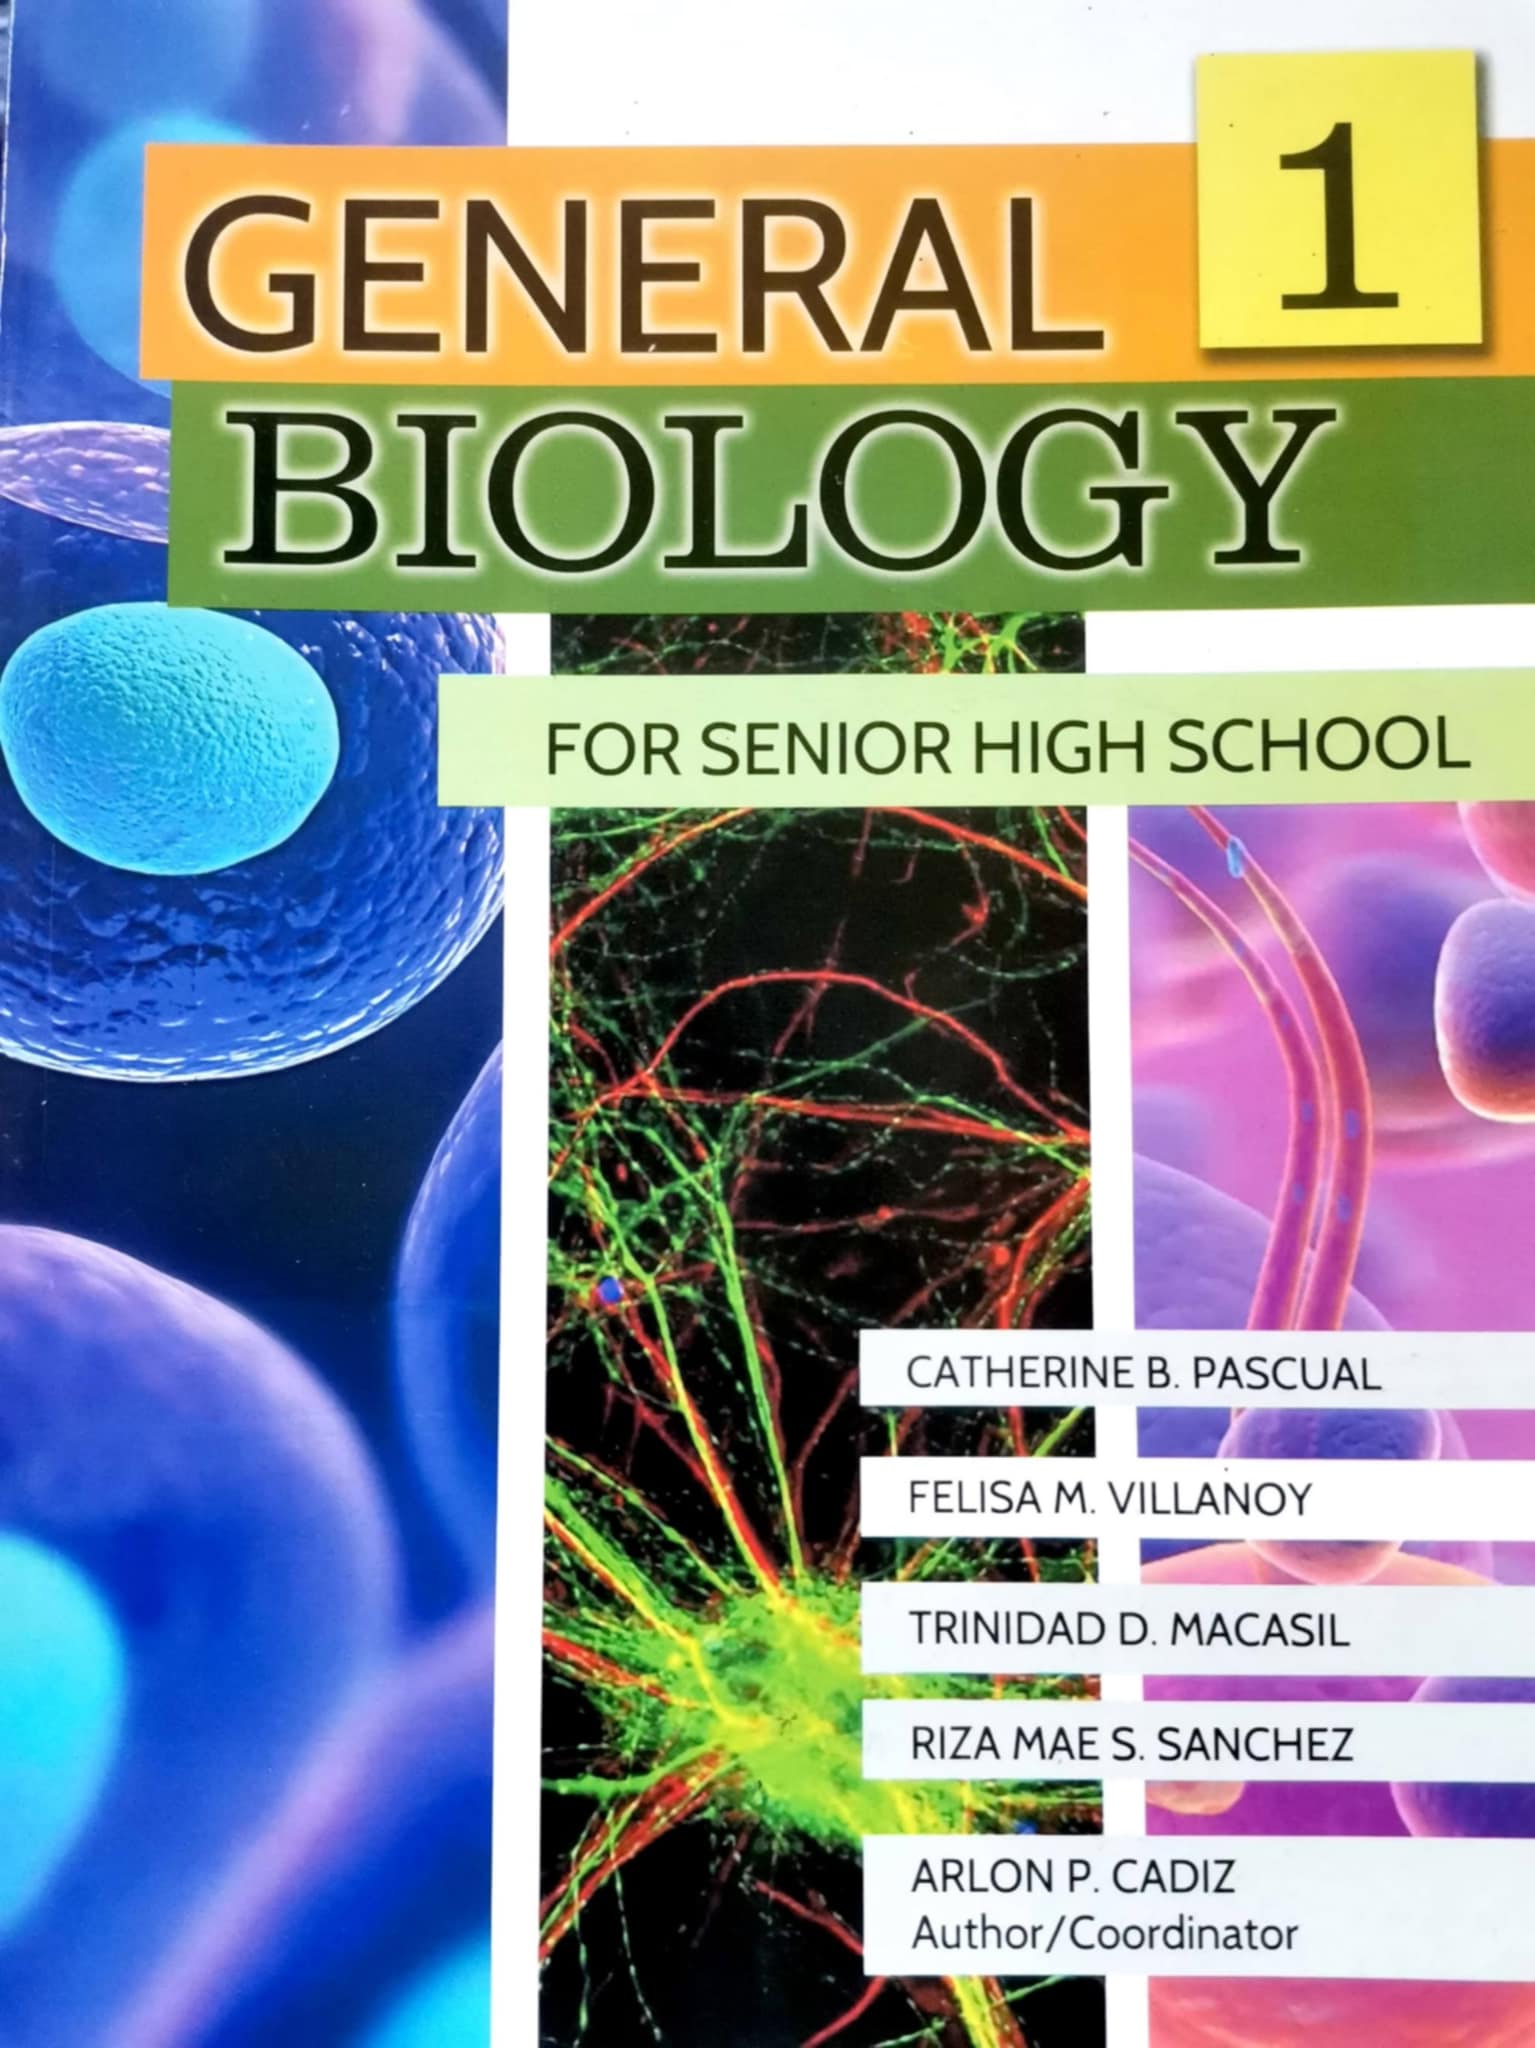 GENERAL 1
BIOLOGY
FOR SENIOR HIGH SCHOOL
CATHERINE B. PASCUAL
FELISA M. VILLANOY
TRINIDAD D. MACASIL
RIZA MAE S. SANCHEZ
ARLON P. CADIZ
Author/Coordinator